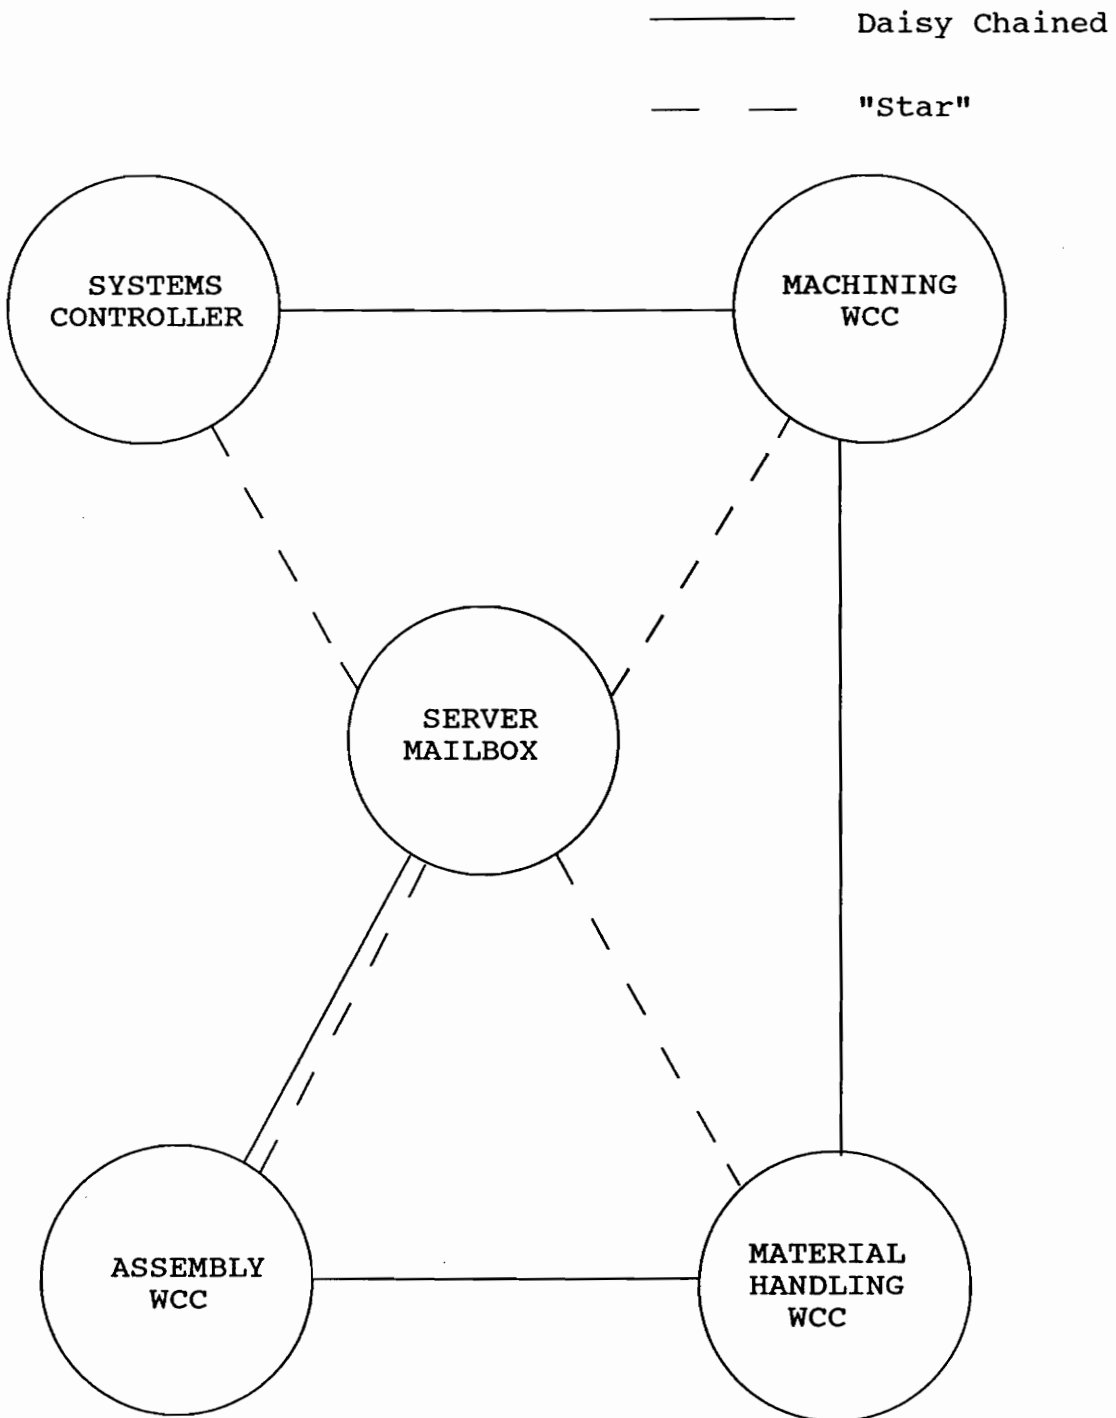 Daisy Chained
"Star"
SYSTEMS
CONTROLLER
MACHINING
WCC
SERVER
MAILBOX
ASSEMBLY
WCC
MATERIAL
HANDLING
WCC